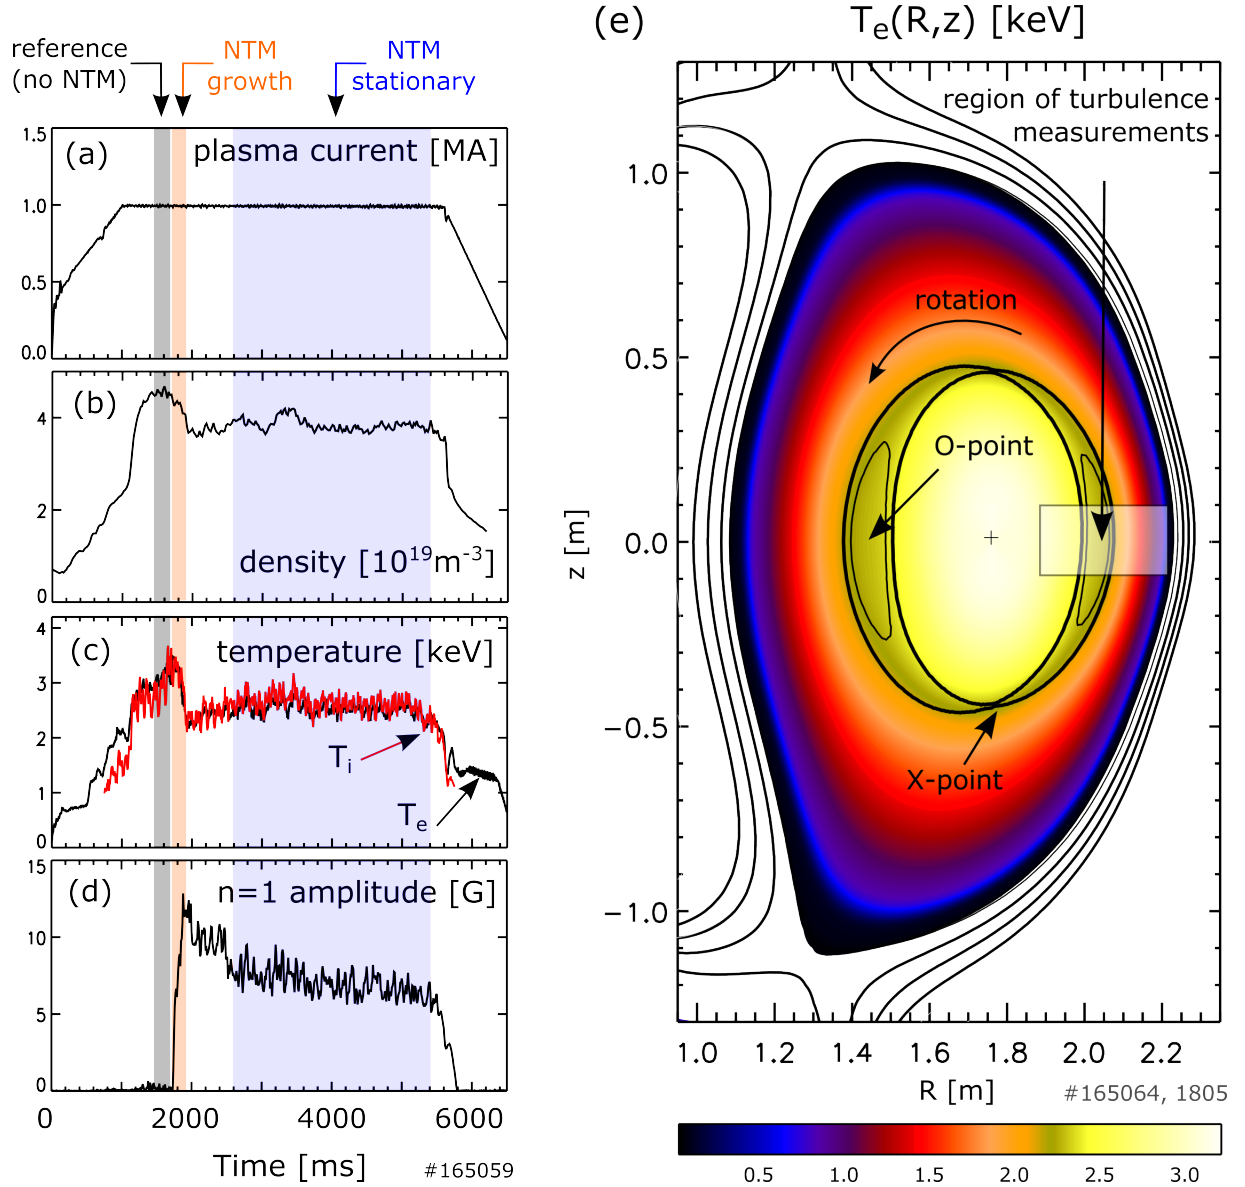 reference
(no NTM)
NTM
growth
NTM
stationary
(a)
plasma current [MA]
1.5
1.0
0.5
0.0
(b)
density [10¹⁹m⁻³]
4
2
0
(c)
temperature [keV]
4
3
2
1
0
Tᵢ
Tₑ
(d)
n=1 amplitude [G]
15
10
5
0
0 2000 4000 6000
Time [ms]
#165059
(e)
Tₑ(R,z) [keV]
region of turbulence
measurements
rotation
O-point
X-point
z [m]
1.0
0.5
0.0
−0.5
−1.0
1.0 1.2 1.4 1.6 1.8 2.0 2.2
R [m]
#165064, 1805
0.5 1.0 1.5 2.0 2.5 3.0